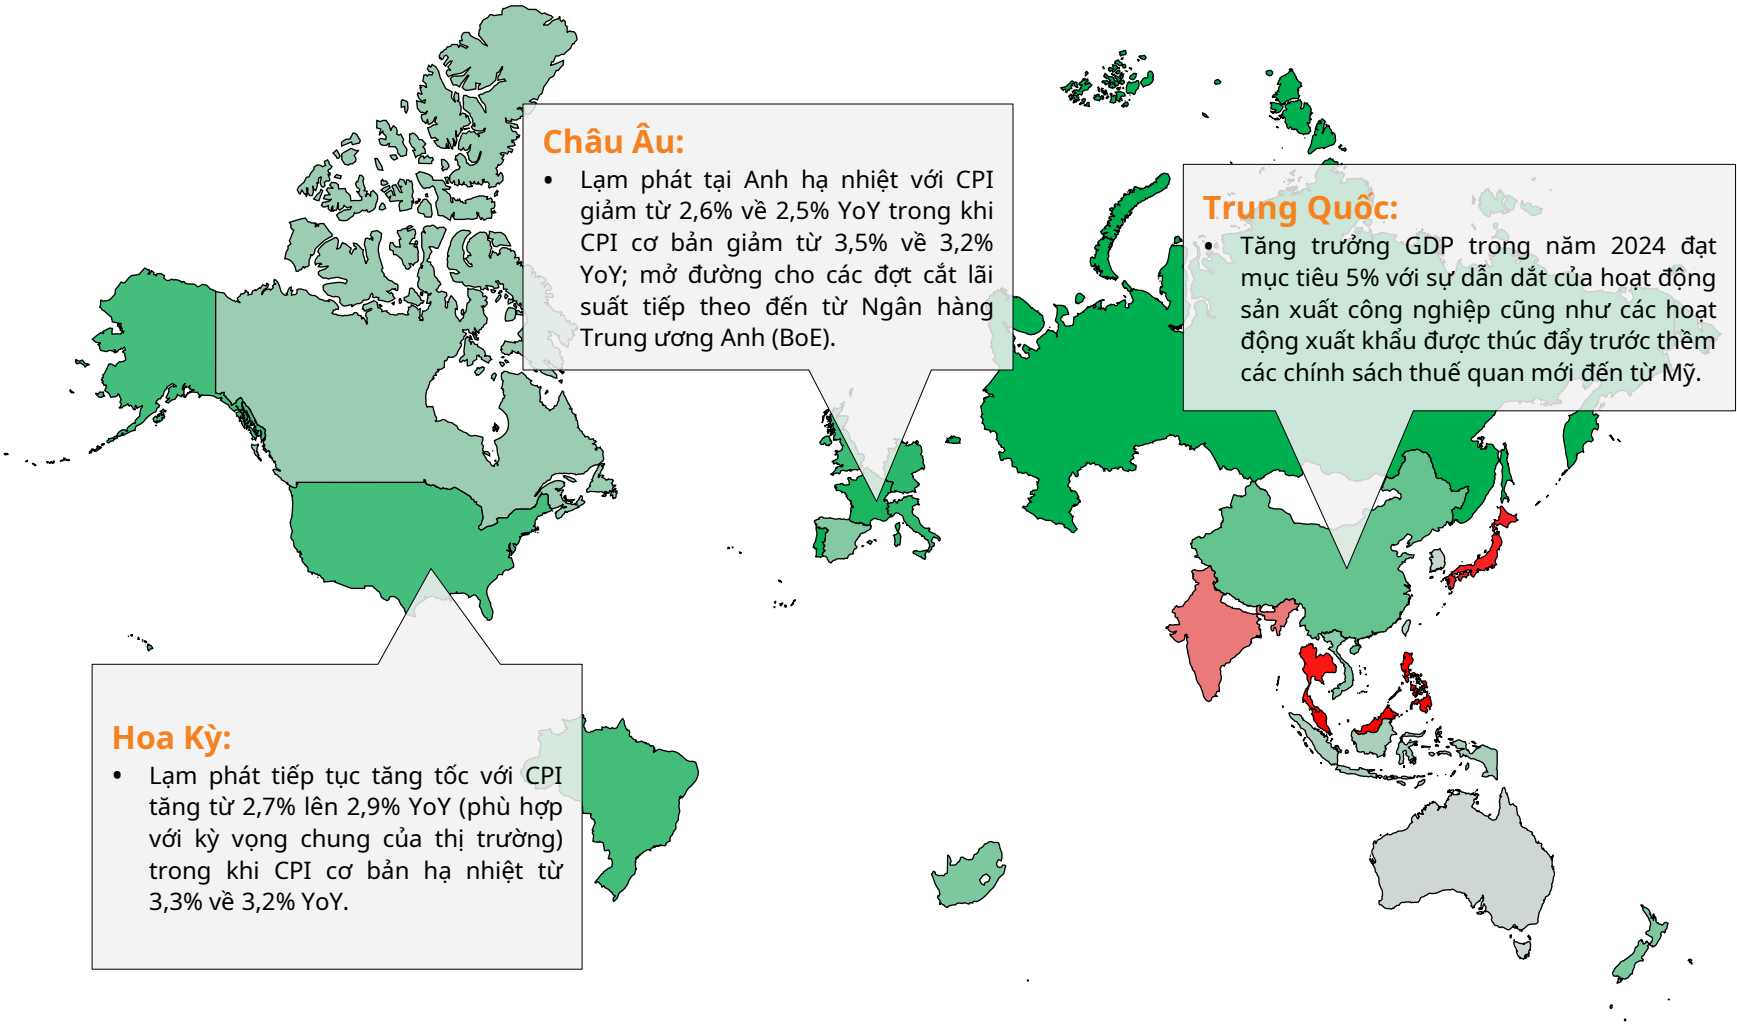 Châu Âu:
• Lạm phát tại Anh hạ nhiệt với CPI
giảm từ 2,6% về 2,5% YoY trong khi
CPI cơ bản giảm từ 3,5% về 3,2%
YoY; mở đường cho các đợt cắt lãi
suất tiếp theo đến từ Ngân hàng
Trung ương Anh (BoE).
Trung Quốc:
• Tăng trưởng GDP trong năm 2024 đạt
mục tiêu 5% với sự dẫn dắt của hoạt động
sản xuất công nghiệp cũng như các hoạt
động xuất khẩu được thúc đẩy trước thềm
các chính sách thuế quan mới đến từ Mỹ.
Hoa Kỳ:
• Lạm phát tiếp tục tăng tốc với CPI
tăng từ 2,7% lên 2,9% YoY (phù hợp
với kỳ vọng chung của thị trường)
trong khi CPI cơ bản hạ nhiệt từ
3,3% về 3,2% YoY.